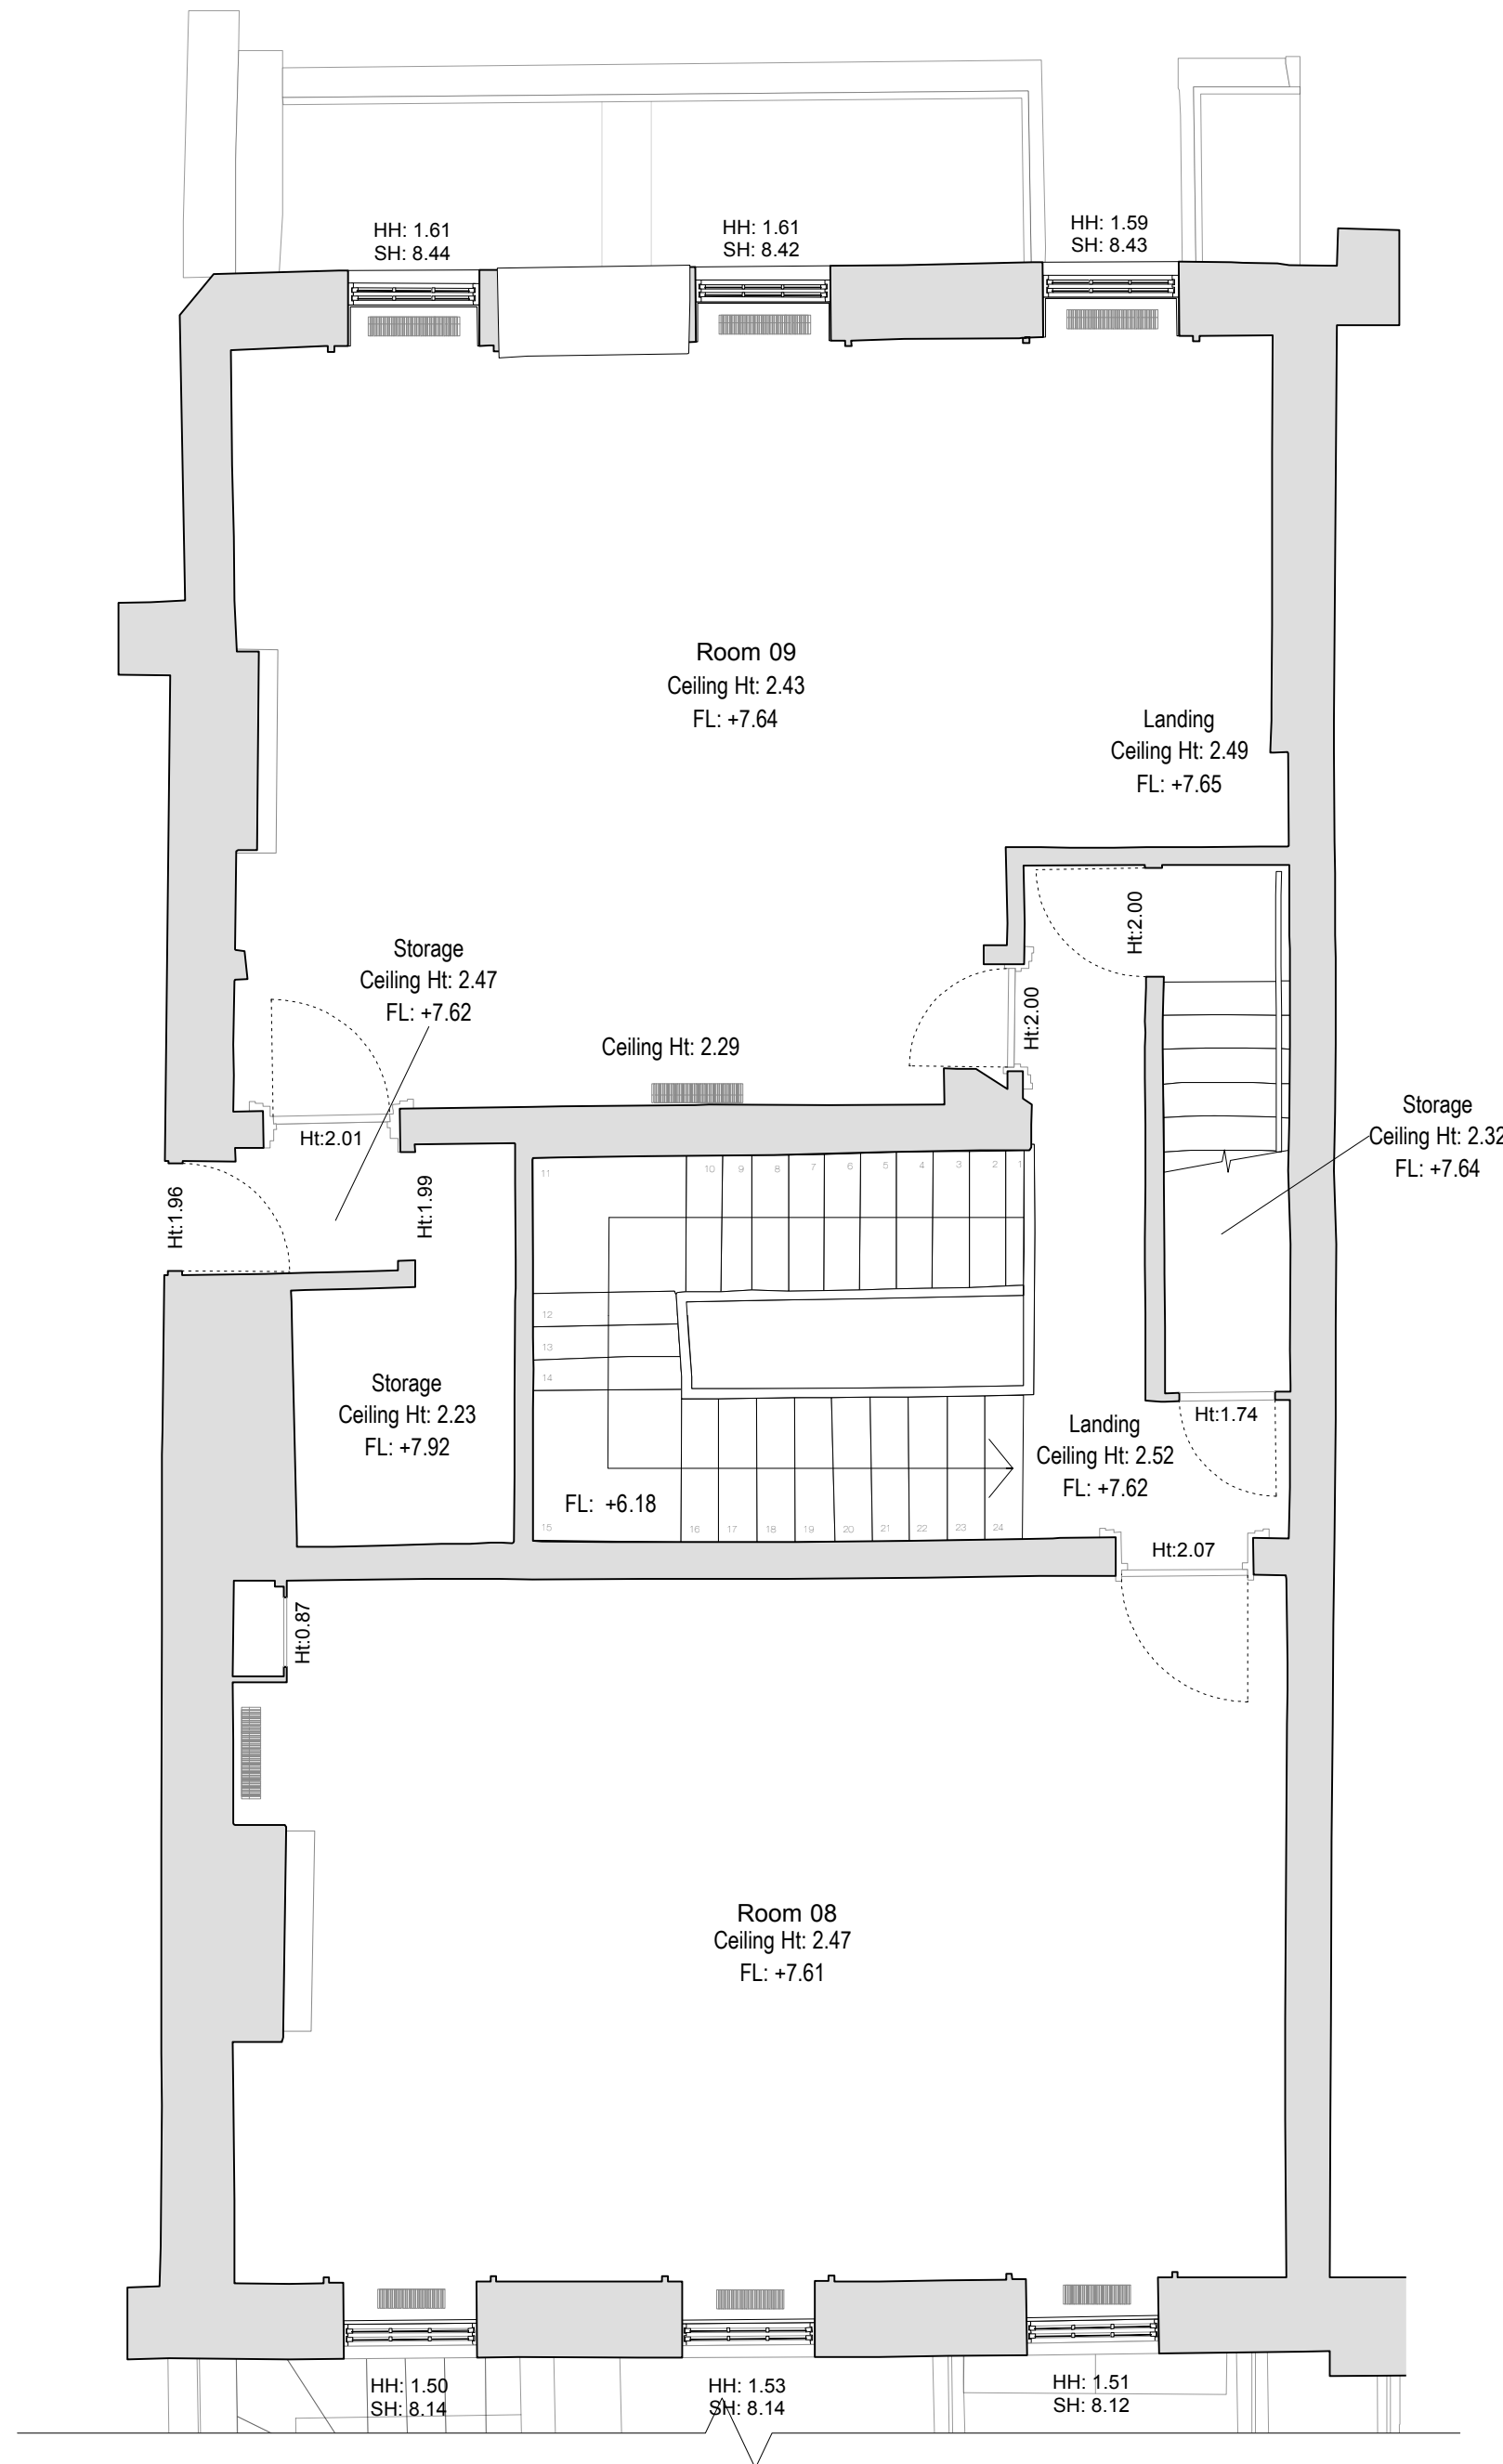 HH: 1.61
SH: 8.44
HH: 1.61
SH: 8.42
HH: 1.59
SH: 8.43
Room 09
Ceiling Ht: 2.43
FL: +7.64
Landing
Ceiling Ht: 2.49
FL: +7.65
Ht:2.00
Storage
Ceiling Ht: 2.47
FL: +7.62
Ht:2.00
Ceiling Ht: 2.29
Storage
Ceiling Ht: 2.32
FL: +7.64
Ht:2.01
Ht:1.96
Ht:1.99
11
10
9
8
7
6
5
4
3
2
1
12
13
14
Storage
Ceiling Ht: 2.23
FL: +7.92
Ht:1.74
Landing
Ceiling Ht: 2.52
FL: +7.62
FL: +6.18
15
16
17
18
19
20
21
22
23
24
Ht:2.07
Ht:0.87
Room 08
Ceiling Ht: 2.47
FL: +7.61
HH: 1.50
SH: 8.14
HH: 1.53
SH: 8.14
HH: 1.51
SH: 8.12